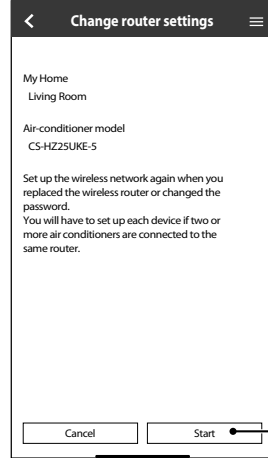 Change router settings
My Home
Living Room
Air-conditioner model
CS-HZ25UKE-5
Set up the wireless network again when you
replaced the wireless router or changed the
password.
You will have to set up each device if two or
more air conditioners are connected to the
same router.
Cancel
Start